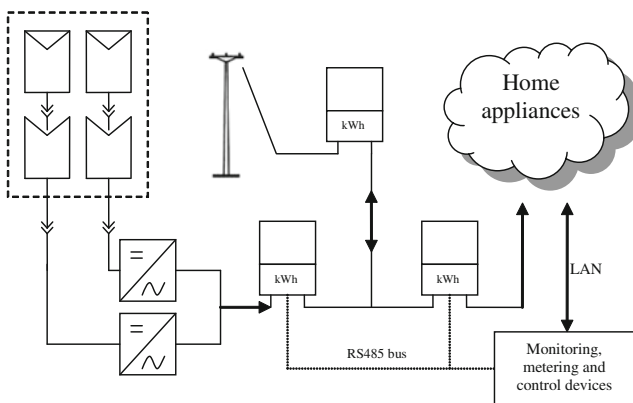 Home
appliances
kWh
kWh
kWh
LAN
RS485 bus
Monitoring,
metering and
control devices